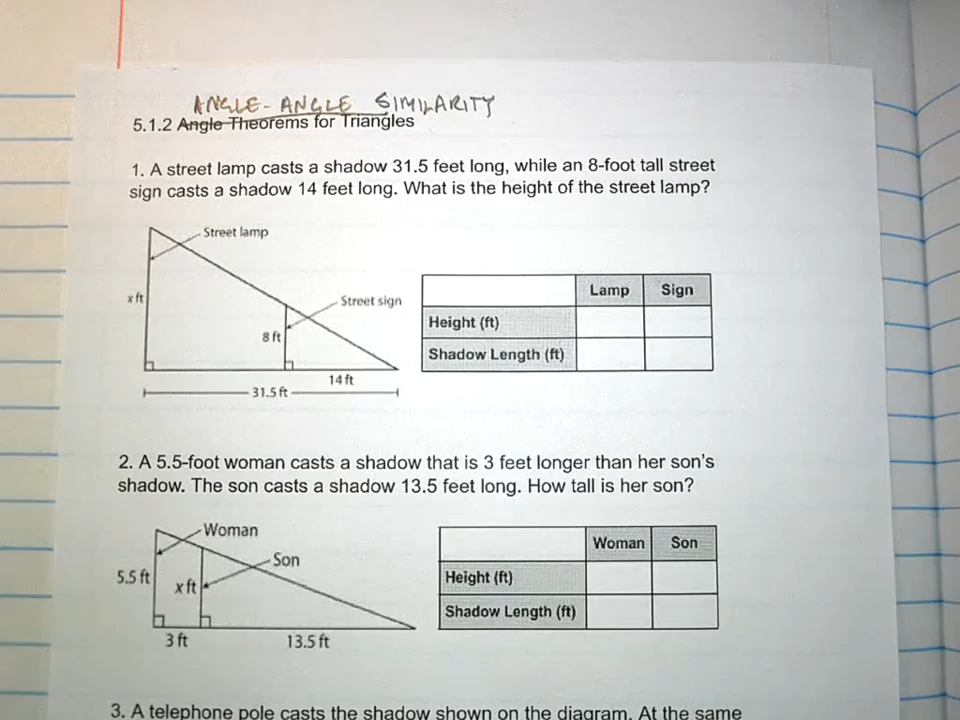 ANGLE-ANGLE SIMILARITY
5.1.2 Angle Theorems for Triangles
1. A street lamp casts a shadow 31.5 feet long, while an 8-foot tall street
sign casts a shadow 14 feet long. What is the height of the street lamp?
Street lamp
x ft
Street sign
8 ft
14 ft
31.5 ft
Lamp Sign
Height (ft)
Shadow Length (ft)
2. A 5.5-foot woman casts a shadow that is 3 feet longer than her son's
shadow. The son casts a shadow 13.5 feet long. How tall is her son?
Woman
Son
5.5 ft
x ft
3 ft
13.5 ft
Woman Son
Height (ft)
Shadow Length (ft)
3. A telephone pole casts the shadow shown on the diagram. At the same